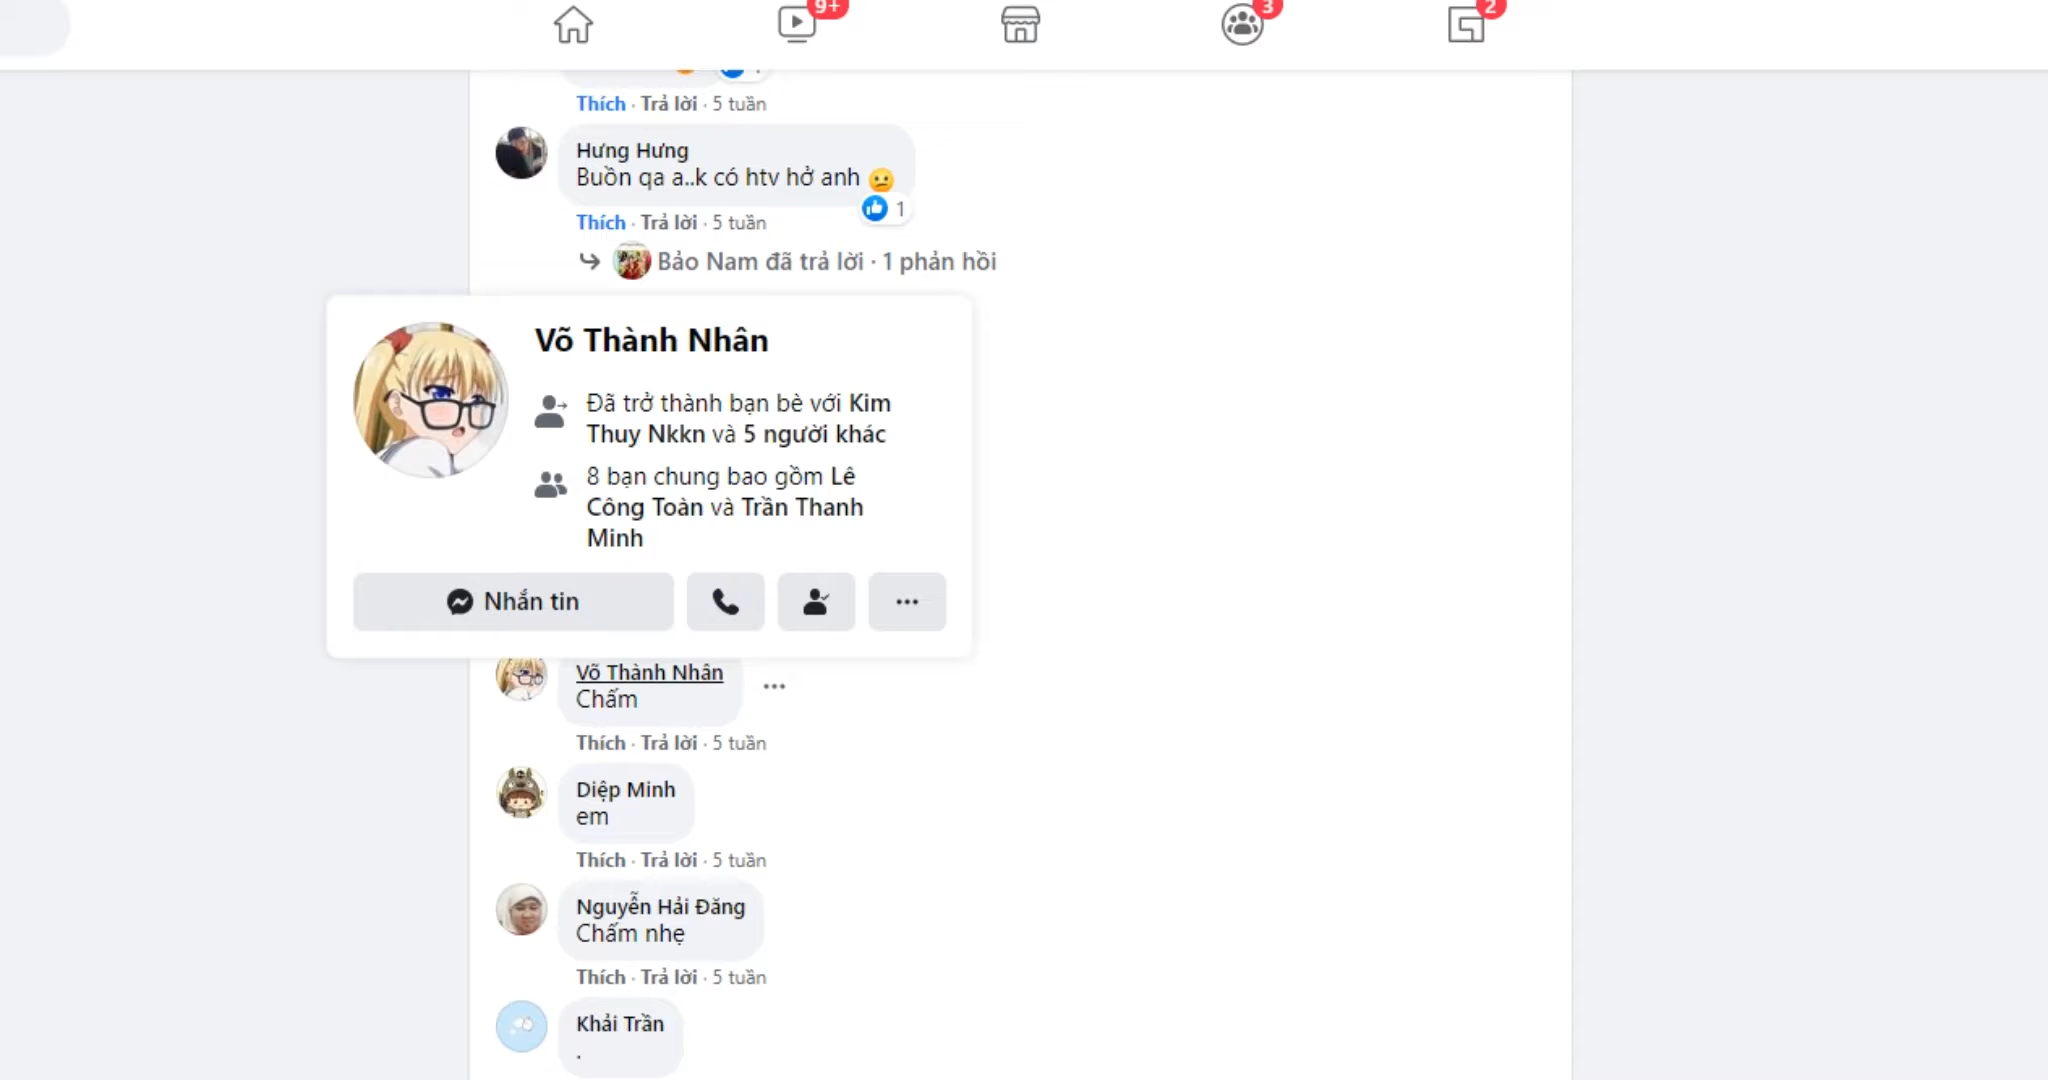 9+
3
2
Thích · Trả lời · 5 tuần
Hưng Hưng
Buồn qa a..k có htv hở anh
1
Thích · Trả lời · 5 tuần
Bảo Nam đã trả lời · 1 phản hồi
Võ Thành Nhân
Đã trở thành bạn bè với Kim
Thuy Nkkn và 5 người khác
8 bạn chung bao gồm Lê
Công Toàn và Trần Thanh
Minh
Nhắn tin
Võ Thành Nhân
Chấm
Thích · Trả lời · 5 tuần
Diệp Minh
em
Thích · Trả lời · 5 tuần
Nguyễn Hải Đăng
Chấm nhẹ
Thích · Trả lời · 5 tuần
Khải Trần
.